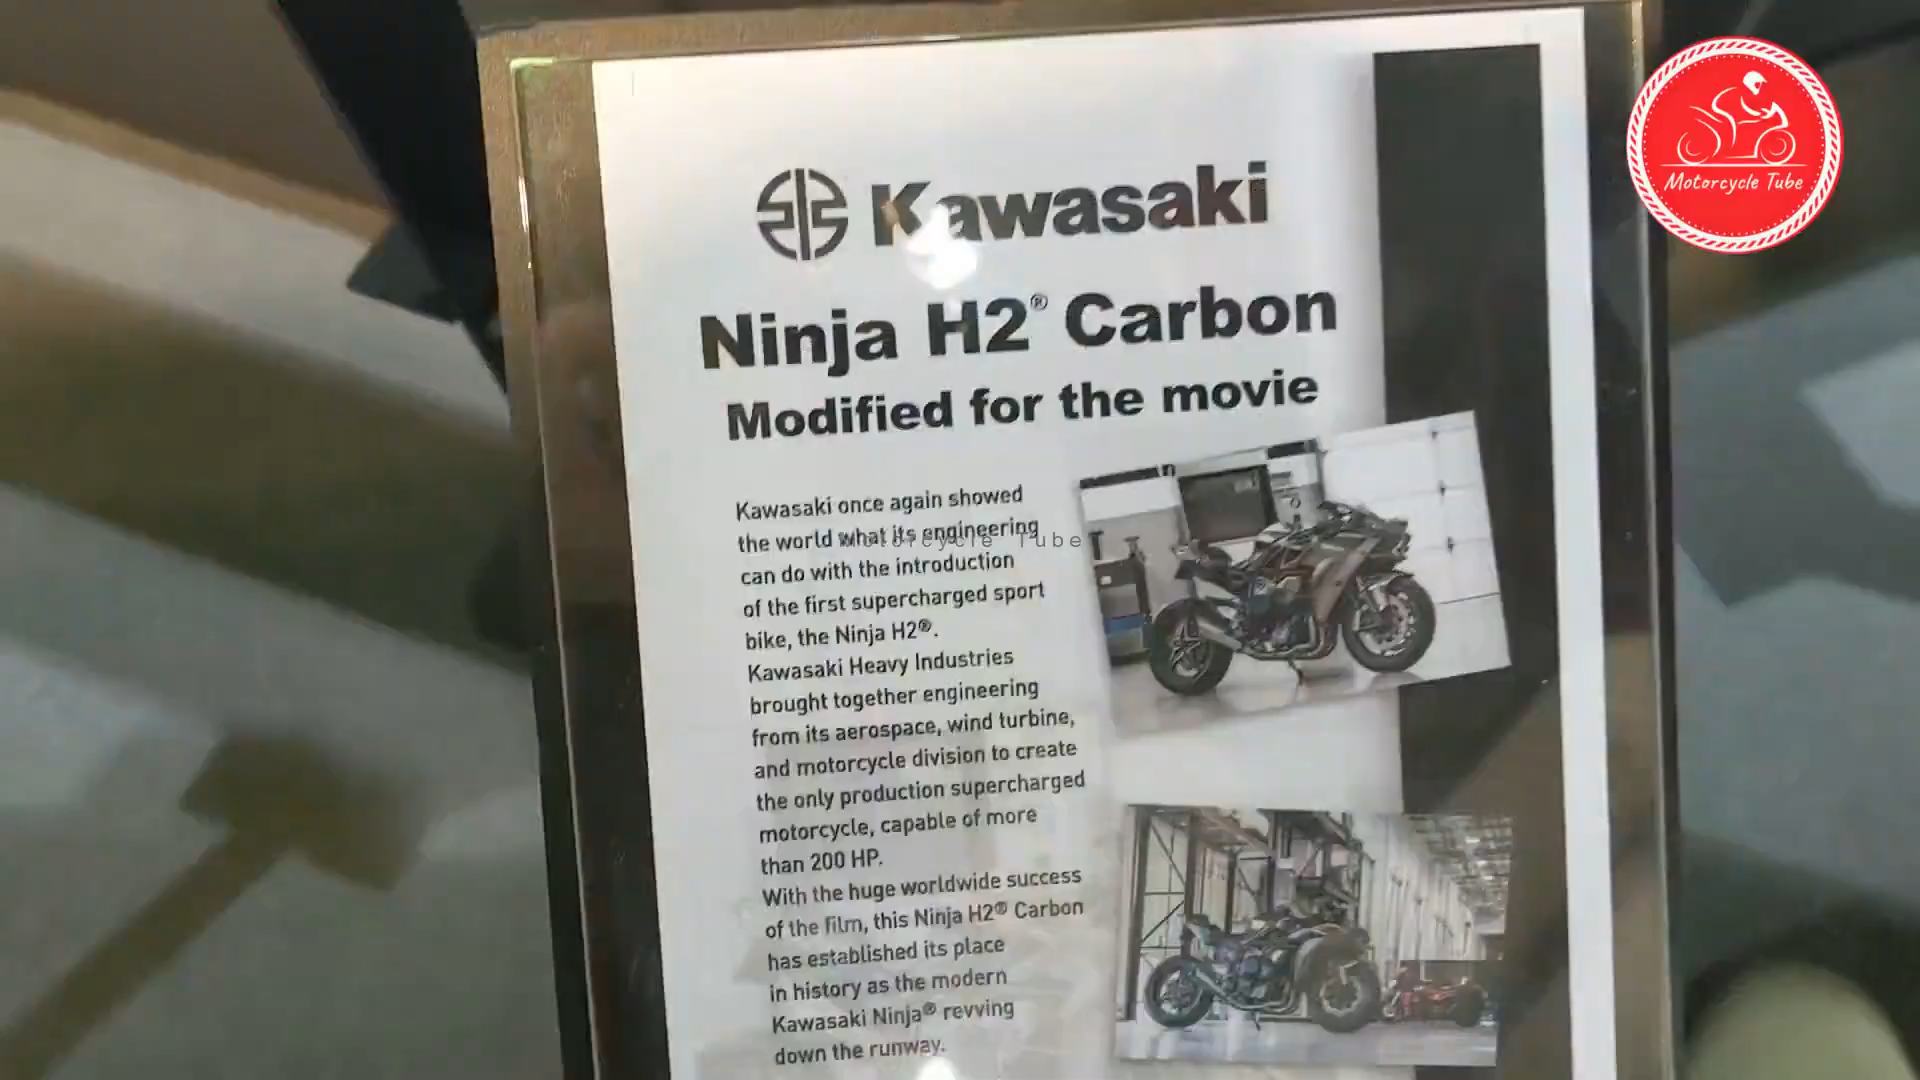 Kawasaki
Ninja H2® Carbon
Modified for the movie
Kawasaki once again showed
the world what its engineering
can do with the introduction
of the first supercharged sport
bike, the Ninja H2®.
Kawasaki Heavy Industries
brought together engineering
from its aerospace, wind turbine,
and motorcycle division to create
the only production supercharged
motorcycle, capable of more
than 200 HP.
With the huge worldwide success
of the film, this Ninja H2® Carbon
has established its place
in history as the modern
Kawasaki Ninja® revving
down the runway.
Motorcycle Tube
Motorcycle Tube